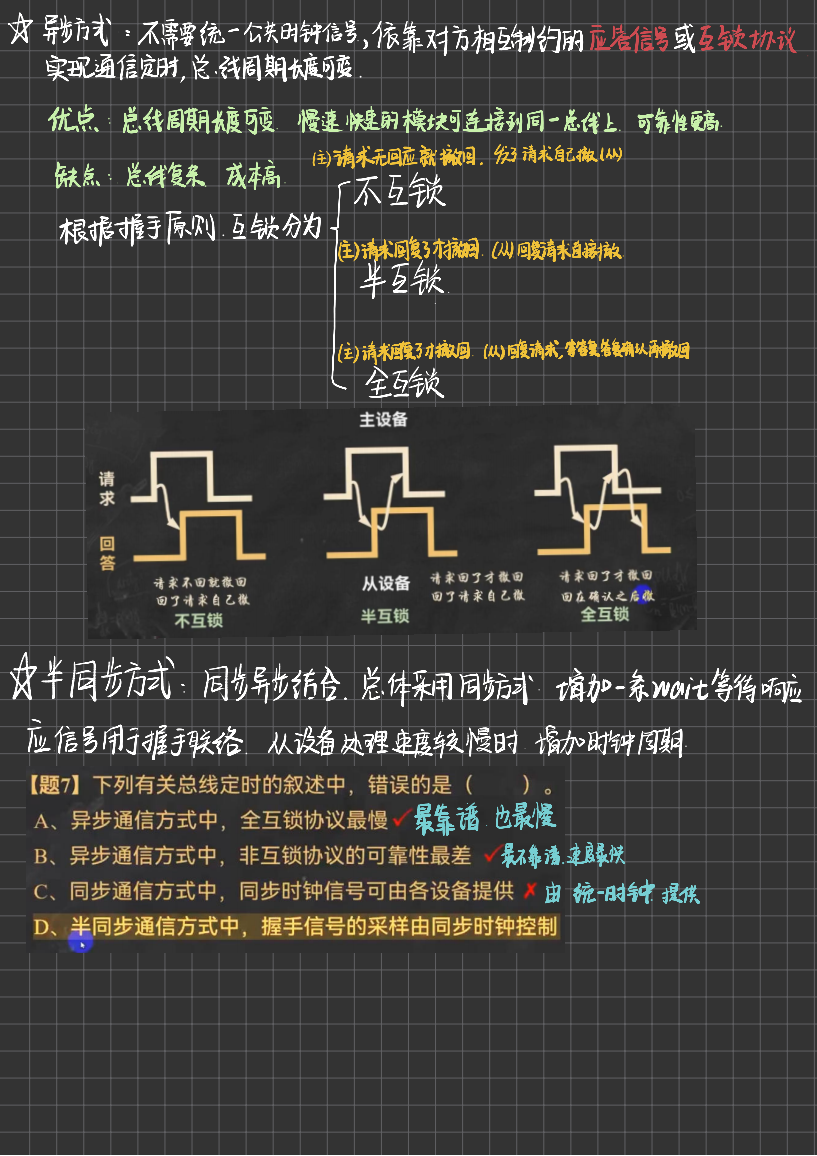 ☆ 异步方式：不需要统一公共时钟信号，依靠对方相互制约的应答信号或互锁协议
实现通信定时，总线周期长度可变.
优点：总线周期长度可变 慢速快速的模块可连接到同一总线上. 可靠性更高.
缺点：总线复杂 成本高.
(主)请求无回应就撤回. 发了请求自己撤(从)
不互锁
根据握手原则.互锁分为
(主)请求回复了才撤回. (从)回复请求自己撤.
半互锁.
(主)请求回复了才撤回. (从)回复请求,等答复确认再撤回
全互锁
主设备
请求
回答
从设备
请求不回就撤回
回了请求自己撤
不互锁
请求回了才撤回
回了请求自己撤
半互锁
请求回了才撤回
回在确认之后撤
全互锁
☆半同步方式：同步异步结合. 总体采用同步方式 增加一条wait等待响应
应信号用于握手联络. 从设备处理速度较慢时 增加时钟周期.
【题7】下列有关总线定时的叙述中，错误的是（ ）。
A、异步通信方式中，全互锁协议最慢 ✓最靠谱 也最慢
B、异步通信方式中，非互锁协议的可靠性最差 ✓最不靠谱.速度最快
C、同步通信方式中，同步时钟信号可由各设备提供 ✗ 由 统一时钟 提供
D、半同步通信方式中，握手信号的采样由同步时钟控制